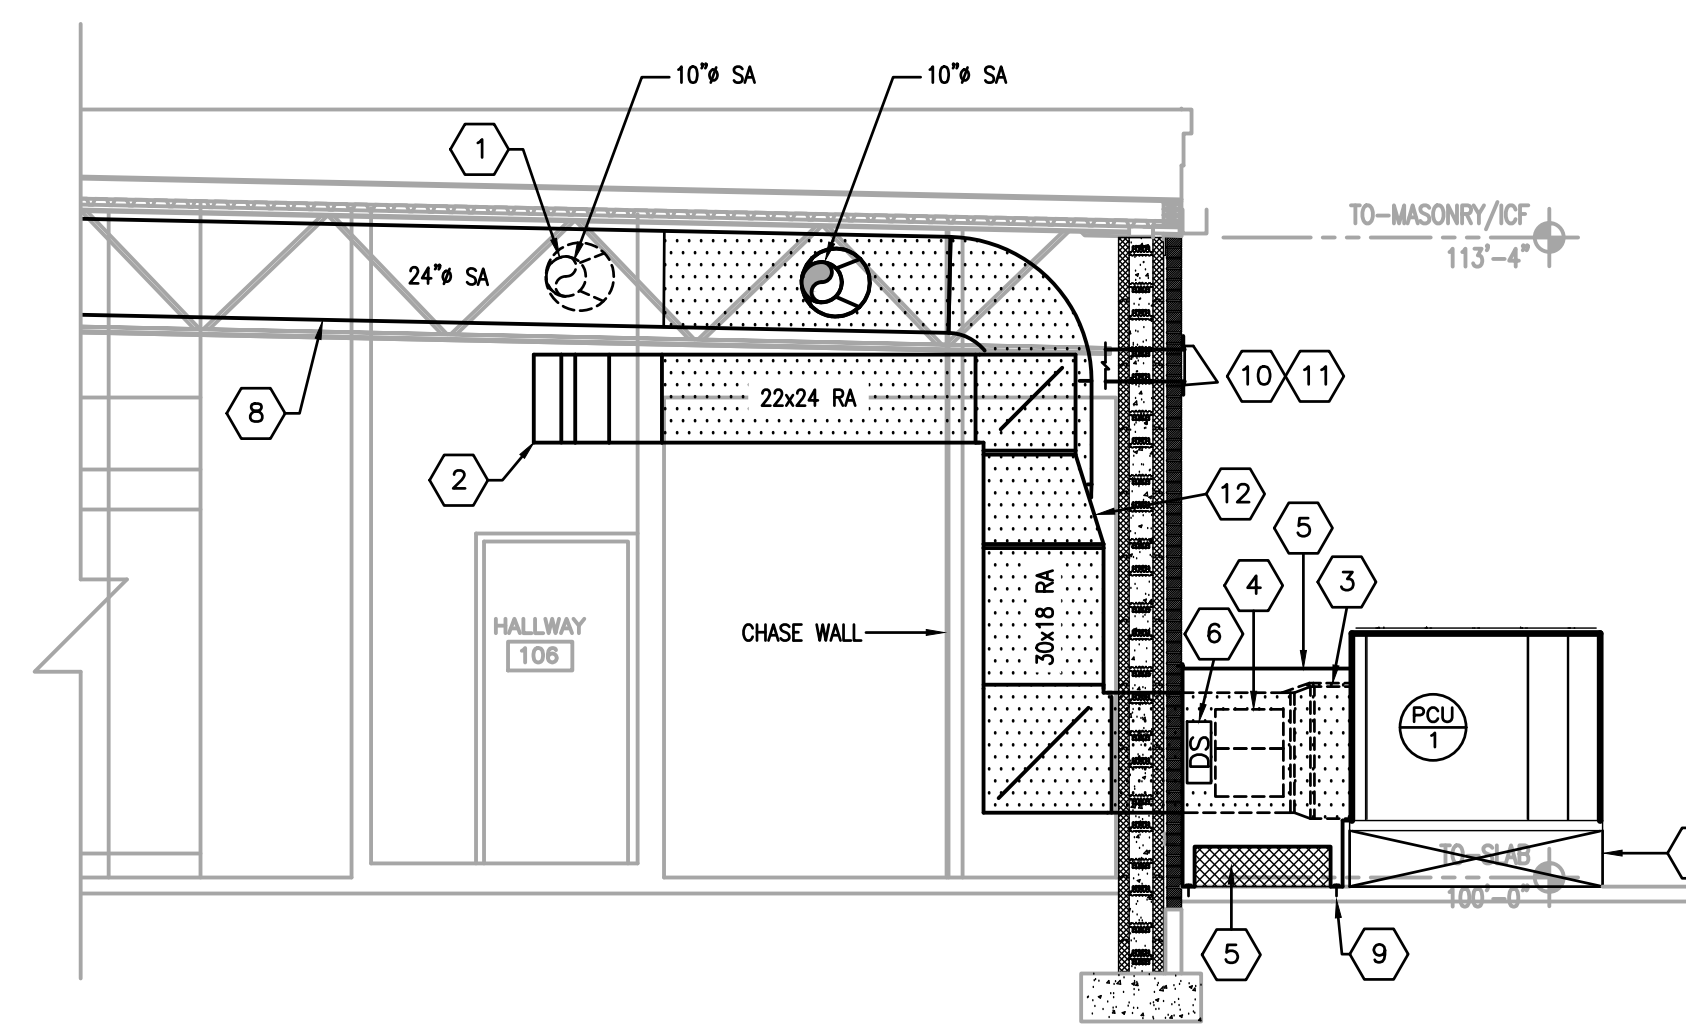 10"ø SA
10"ø SA
1
TO-MASONRY/ICF
113'-4"
24"ø SA
10
11
22x24 RA
8
2
12
5
4
3
30x18 RA
HALLWAY
106
CHASE WALL
6
PCU
1
DS
TO-SLAB
100'-0"
5
9